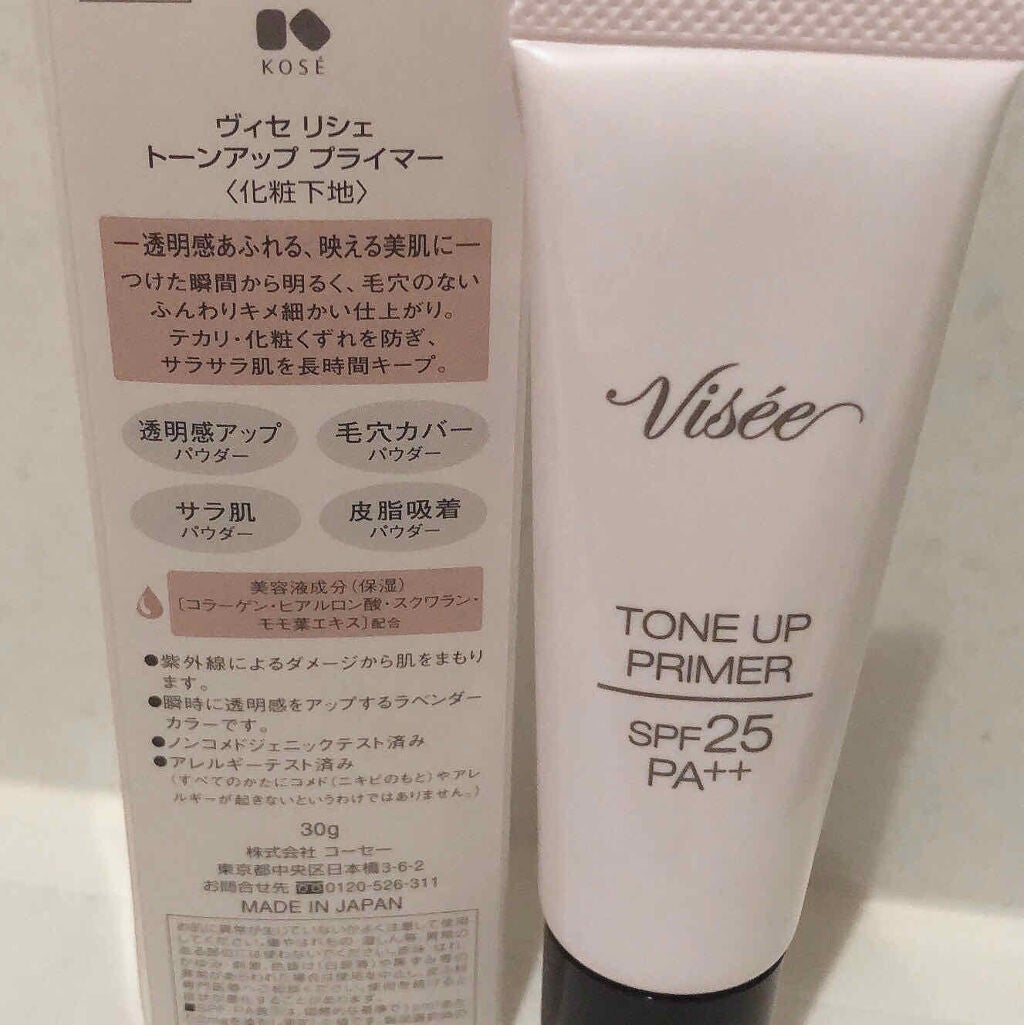 KOSÉ
ヴィセ リシェ
トーンアップ プライマー
〈化粧下地〉
―透明感あふれる、映える美肌に―
つけた瞬間から明るく、毛穴のない
ふんわりキメ細かい仕上がり。
テカリ・化粧くずれを防ぎ、
サラサラ肌を長時間キープ。
透明感アップ
パウダー
毛穴カバー
パウダー
サラ肌
パウダー
皮脂吸着
パウダー
美容液成分(保湿)
[コラーゲン・ヒアルロン酸・スクワラン・
モモ葉エキス]配合
●紫外線によるダメージから肌をまもり
ます。
●瞬時に透明感をアップするラベンダー
カラーです。
●ノンコメドジェニックテスト済み
●アレルギーテスト済み
(すべてのかたにコメド(ニキビのもと)やアレ
ルギーが起きないというわけではありません。)
30g
株式会社 コーセー
東京都中央区日本橋3-6-2
お問合せ先 0120-526-311
MADE IN JAPAN
Visée
TONE UP
PRIMER
SPF25
PA++